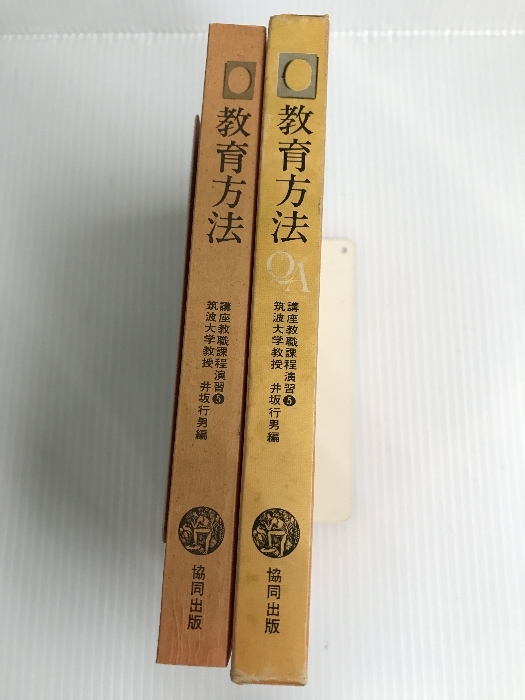 教育方法
講座教職課程演習❺
筑波大学教授 井坂行男編
協同出版
教育方法
QA
講座教職課程演習❺
筑波大学教授 井坂行男編
協同出版